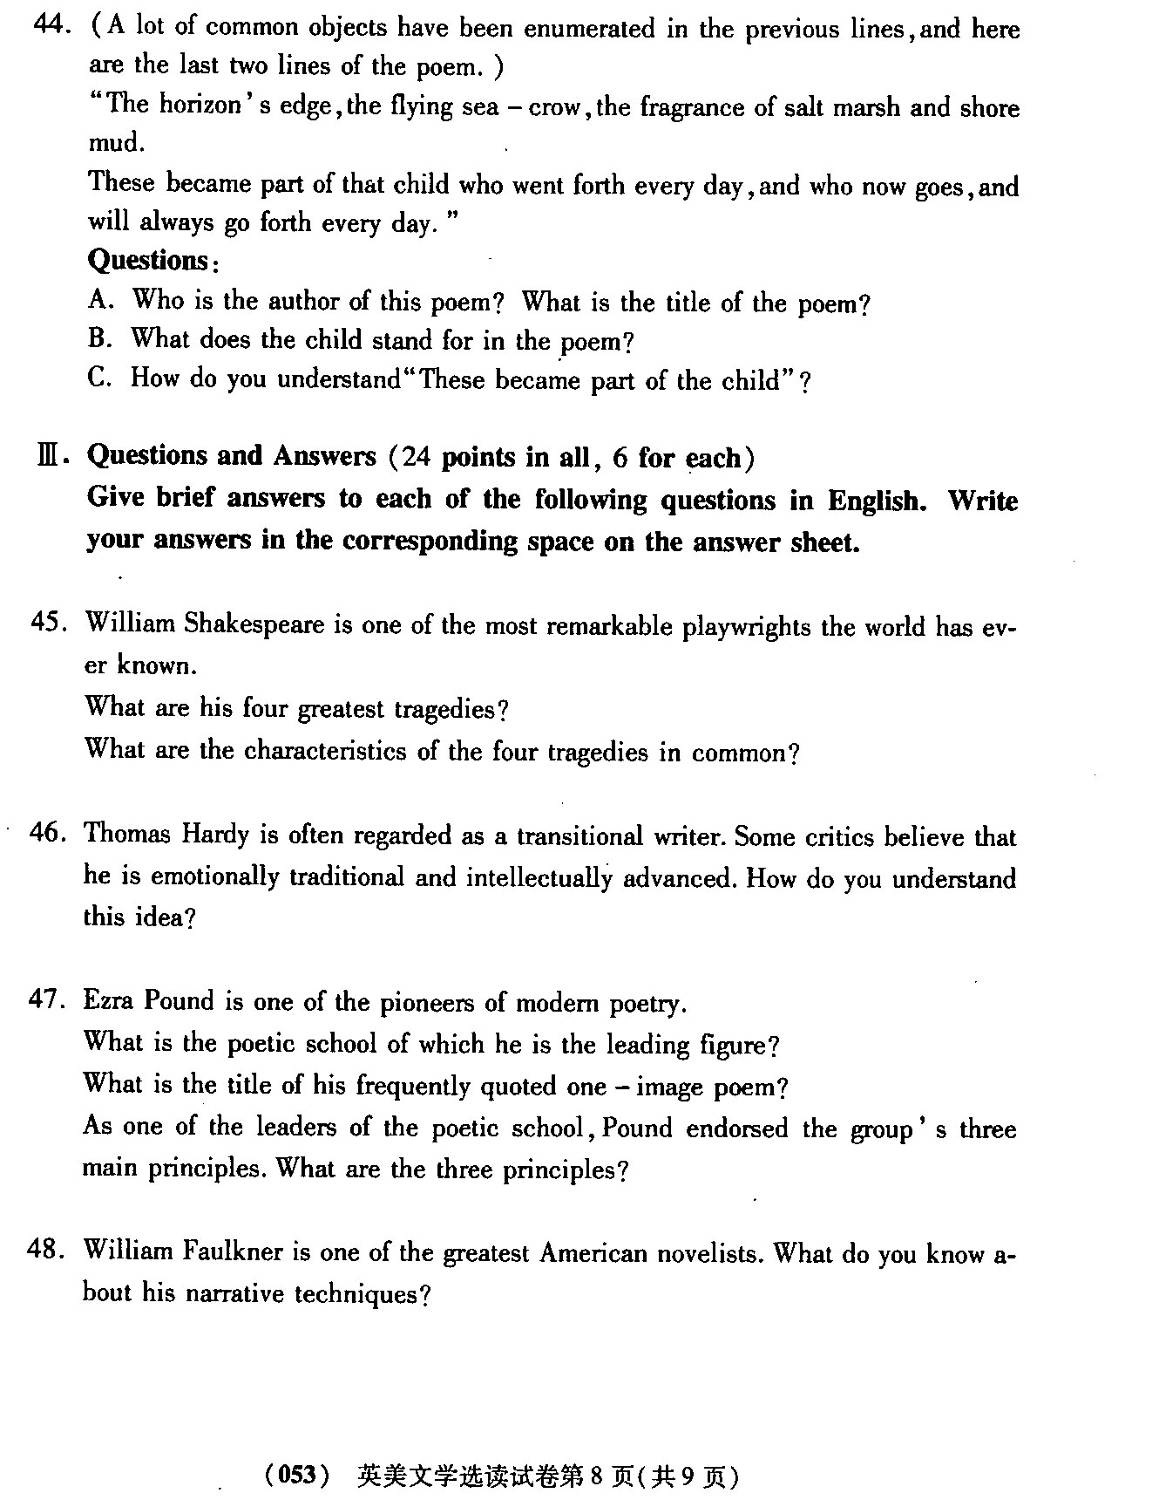 44. (A lot of common objects have been enumerated in the previous lines,and here
are the last two lines of the poem. )
“The horizon’s edge,the flying sea – crow,the fragrance of salt marsh and shore
mud.
These became part of that child who went forth every day,and who now goes,and
will always go forth every day. ”
Questions:
A. Who is the author of this poem? What is the title of the poem?
B. What does the child stand for in the poem?
C. How do you understand“These became part of the child”?
Ⅲ. Questions and Answers (24 points in all, 6 for each)
Give brief answers to each of the following questions in English. Write
your answers in the corresponding space on the answer sheet.
45. William Shakespeare is one of the most remarkable playwrights the world has ev-
er known.
What are his four greatest tragedies?
What are the characteristics of the four tragedies in common?
46. Thomas Hardy is often regarded as a transitional writer. Some critics believe that
he is emotionally traditional and intellectually advanced. How do you understand
this idea?
47. Ezra Pound is one of the pioneers of modern poetry.
What is the poetic school of which he is the leading figure?
What is the title of his frequently quoted one – image poem?
As one of the leaders of the poetic school,Pound endorsed the group’s three
main principles. What are the three principles?
48. William Faulkner is one of the greatest American novelists. What do you know a-
bout his narrative techniques?
(053) 英美文学选读试卷第 8 页(共 9 页)